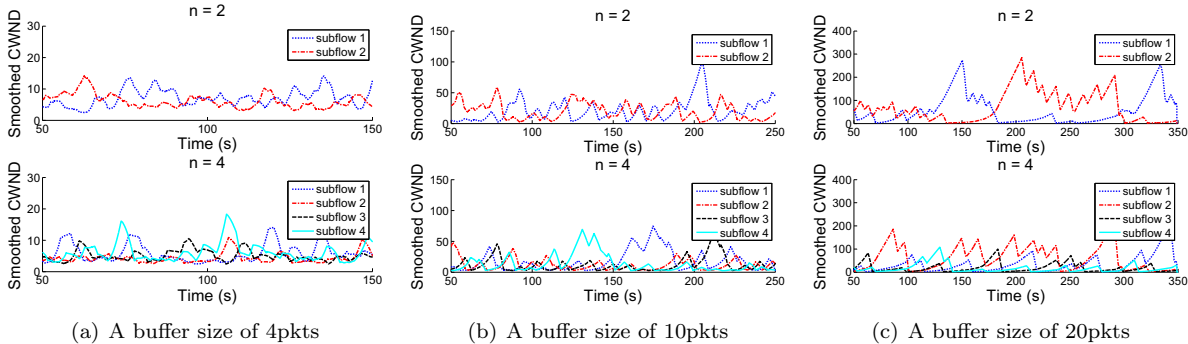 n = 2
30
20
10
0
Smoothed CWND
subflow 1
subflow 2
50
100
150
Time (s)
n = 4
30
20
10
0
Smoothed CWND
subflow 1
subflow 2
subflow 3
subflow 4
50
100
150
Time (s)
(a) A buffer size of 4pkts
n = 2
150
100
50
0
Smoothed CWND
subflow 1
subflow 2
50
100
150
200
250
Time (s)
n = 4
150
100
50
0
Smoothed CWND
subflow 1
subflow 2
subflow 3
subflow 4
50
100
150
200
250
Time (s)
(b) A buffer size of 10pkts
n = 2
400
300
200
100
0
Smoothed CWND
subflow 1
subflow 2
50
100
150
200
250
300
350
Time (s)
n = 4
400
300
200
100
0
Smoothed CWND
subflow 1
subflow 2
subflow 3
subflow 4
50
100
150
200
250
300
350
Time (s)
(c) A buffer size of 20pkts